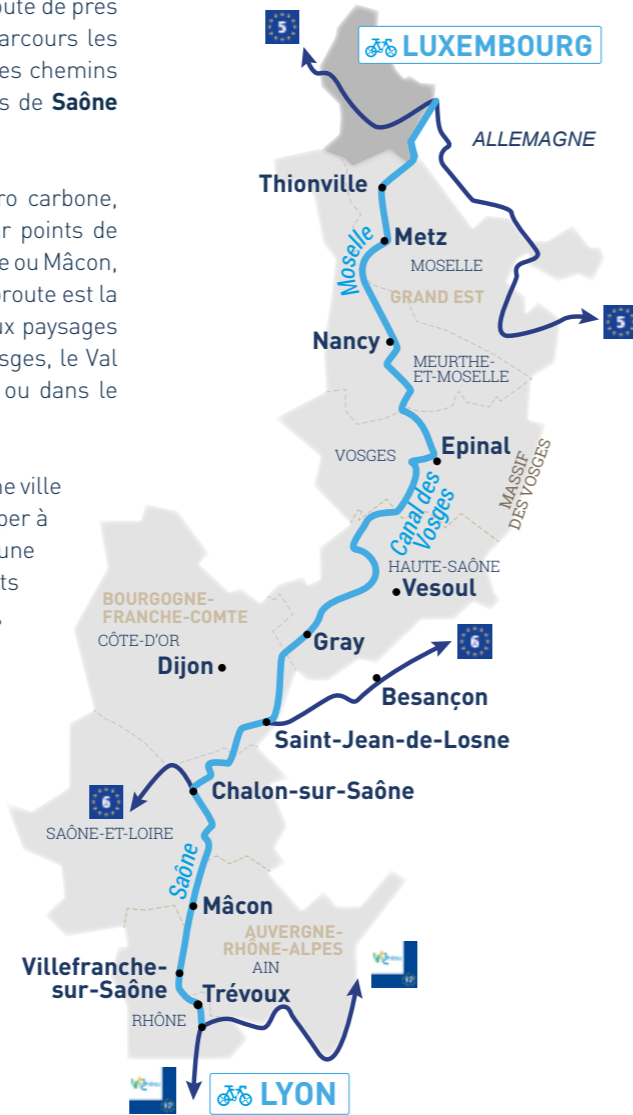 oute de près
arcours les
es chemins
s de Saône
ro carbone,
r points de
e ou Mâcon,
oroute est la
ux paysages
sges, le Val
ou dans le
ne ville
per à
une
ts
5
LUXEMBOURG
ALLEMAGNE
Thionville
Metz
Moselle
MOSELLE
GRAND EST
5
Nancy
MEURTHE-
ET-MOSELLE
VOSGES
Epinal
MASSIF
DES VOSGES
Canal des
Vosges
HAUTE-SAÔNE
Vesoul
BOURGOGNE-
FRANCHE-COMTE
CÔTE-D'OR
Dijon
Gray
6
Besançon
Saint-Jean-de-Losne
Chalon-sur-Saône
6
SAÔNE-ET-LOIRE
Saône
Mâcon
AUVERGNE-
RHÔNE-ALPES
AIN
Villefranche-
sur-Saône
Trévoux
RHÔNE
LYON